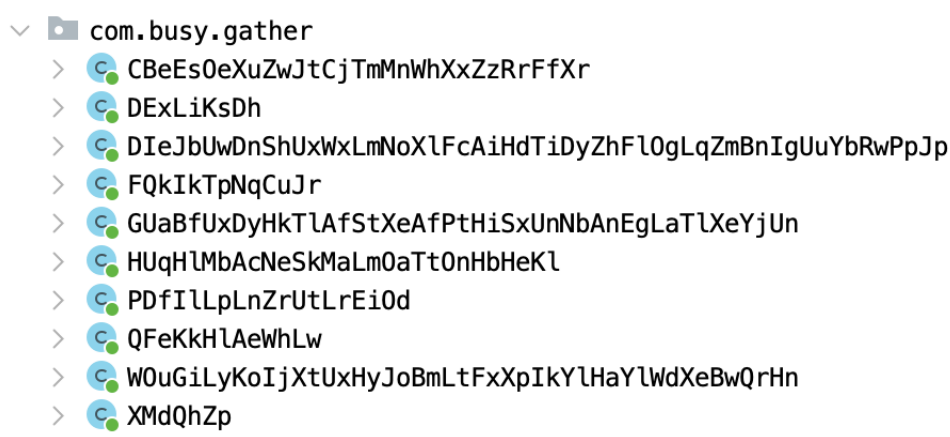 com.busy.gather
CBeEsOeXuZwJtCjTmMnWhXxZzRrFfXr
DExLiKsDh
DIeJbUwDnShUxWxLmNoXlFcAiHdTiDyZhFlOgLqZmBnIgUuYbRwPpJp
FQkIkTpNqCuJr
GUaBfUxDyHkTlAfStXeAfPtHiSxUnNbAnEgLaTlXeYjUn
HUqHlMbAcNeSkMaLmOaTtOnHbHeKl
PDfIlLpLnZrUtLrEiOd
QFeKkHlAeWhLw
WOuGiLyKoIjXtUxHyJoBmLtFxXpIkYlHaYlWdXeBwQrHn
XMdQhZp